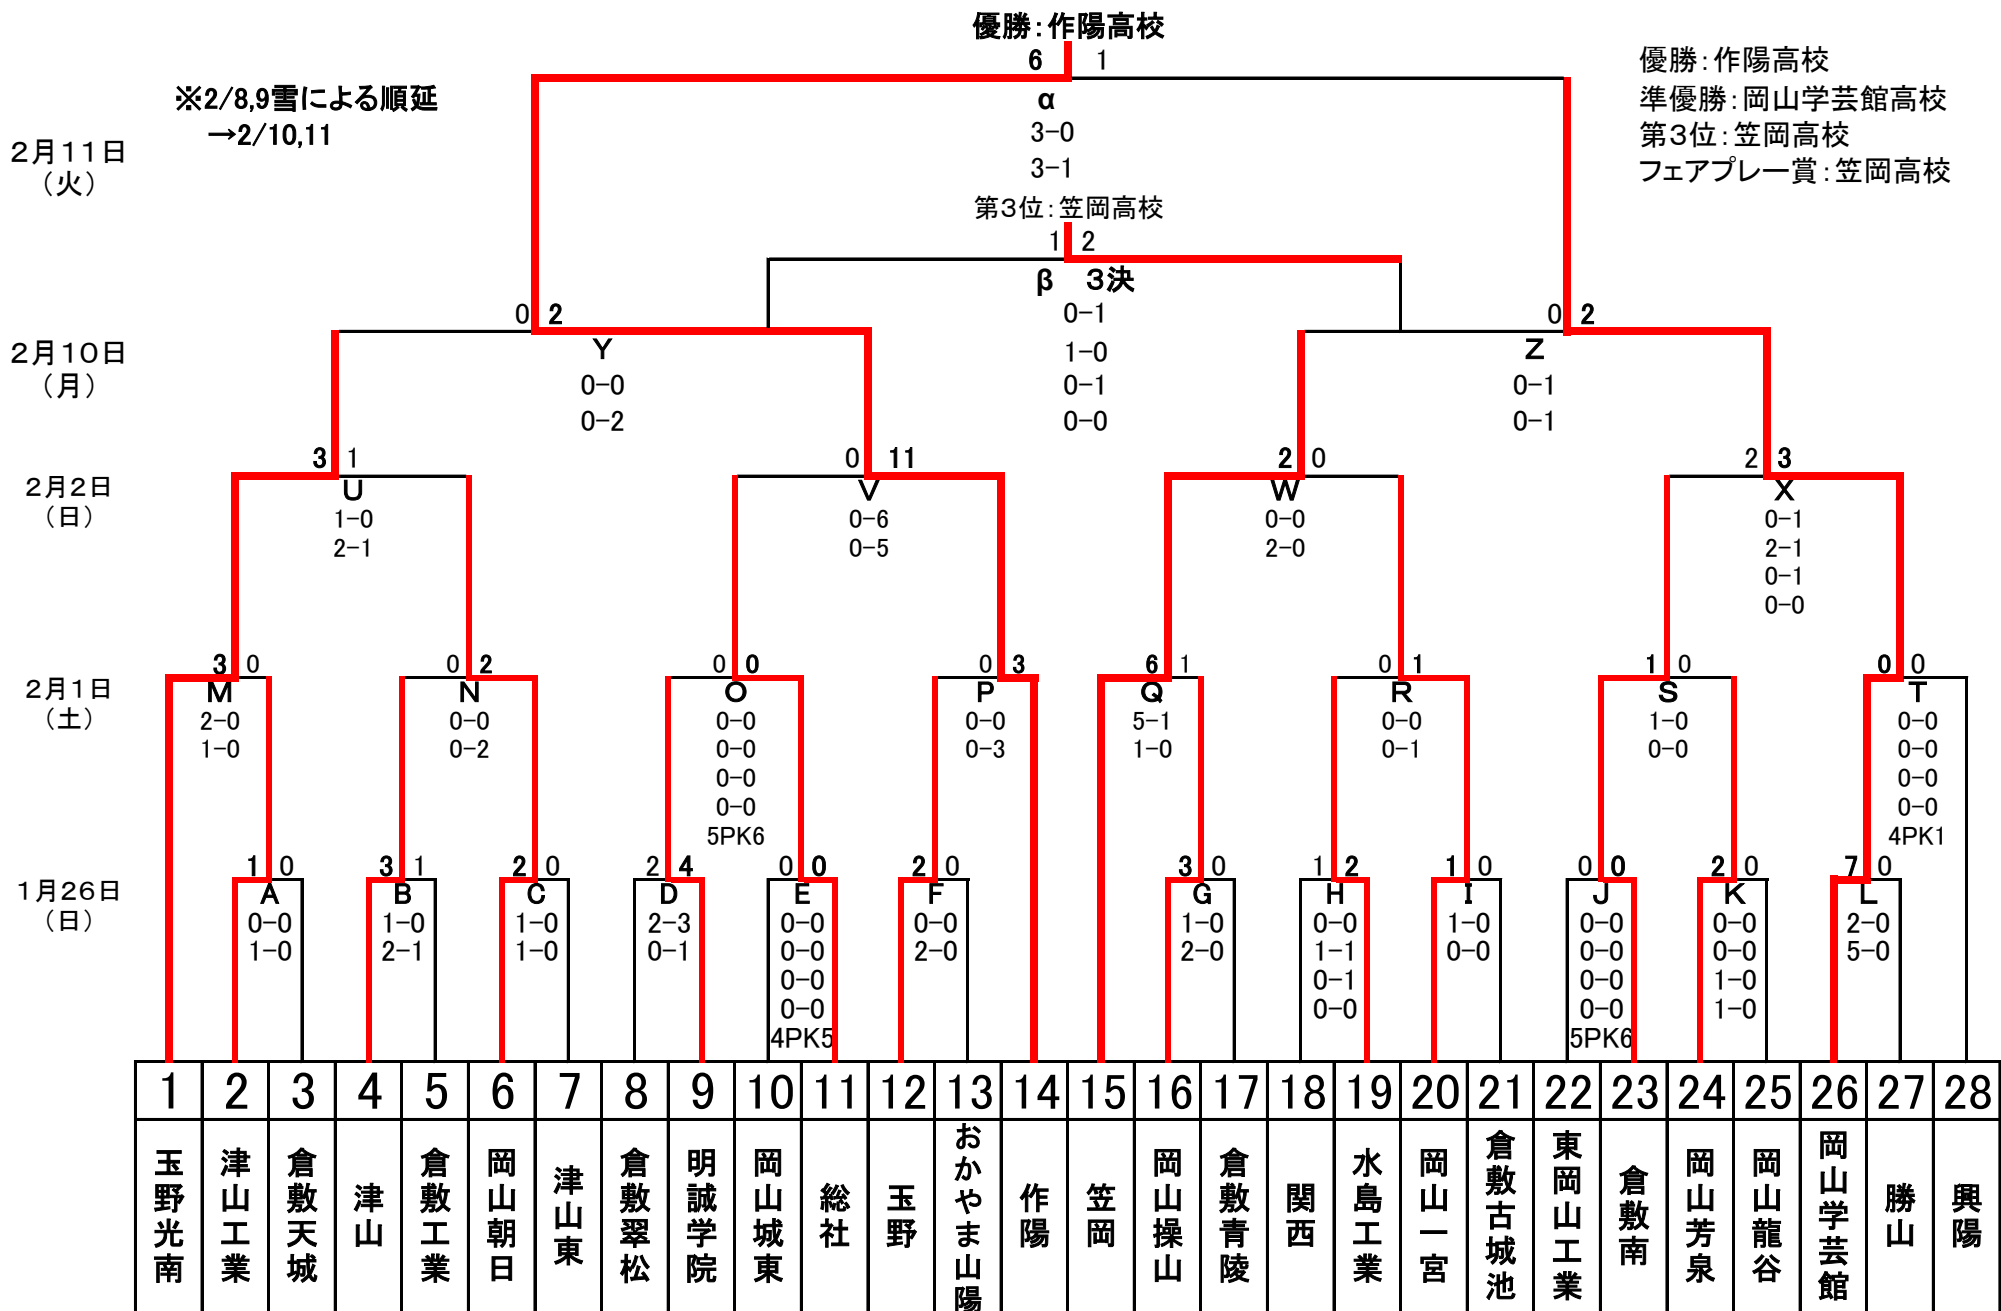 優勝：作陽高校
6 1
※2/8,9雪による順延
→2/10,11
優勝：作陽高校
準優勝：岡山学芸館高校
第３位：笠岡高校
フェアプレー賞：笠岡高校
２月１１日
（火）
α
3-0
3-1
第３位：笠岡高校
1 2
β ３決
0-1
1-0
0-1
0-0
２月１０日
（月）
0 2
Y
0-0
0-2
0 2
Z
0-1
0-1
２月２日
（日）
3 1
U
1-0
2-1
0 11
V
0-6
0-5
2 0
W
0-0
2-0
2 3
X
0-1
2-1
0-1
0-0
２月１日
（土）
3 0
M
2-0
1-0
0 2
N
0-0
0-2
0 0
O
0-0
0-0
0-0
0-0
5PK6
0 3
P
0-0
0-3
6 1
Q
5-1
1-0
0 1
R
0-0
0-1
1 0
S
1-0
0-0
0 0
T
0-0
0-0
0-0
0-0
4PK1
１月２６日
（日）
1 0
A
0-0
1-0
3 1
B
1-0
2-1
2 0
C
1-0
1-0
2 4
D
2-3
0-1
0 0
E
0-0
0-0
0-0
0-0
4PK5
2 0
F
0-0
2-0
3 0
G
1-0
2-0
1 2
H
0-0
1-1
0-1
0-0
1 0
I
1-0
0-0
0 0
J
0-0
0-0
0-0
0-0
5PK6
2 0
K
0-0
0-0
1-0
1-0
7 0
L
2-0
5-0
1 2 3 4 5 6 7 8 9 10 11 12 13 14 15 16 17 18 19 20 21 22 23 24 25 26 27 28
玉野光南
津山工業
倉敷天城
津山
倉敷工業
岡山朝日
津山東
倉敷翠松
明誠学院
岡山城東
総社
玉野
おかやま山陽
作陽
笠岡
岡山操山
倉敷青陵
関西
水島工業
岡山一宮
倉敷古城池
東岡山工業
倉敷南
岡山芳泉
岡山龍谷
岡山学芸館
勝山
興陽